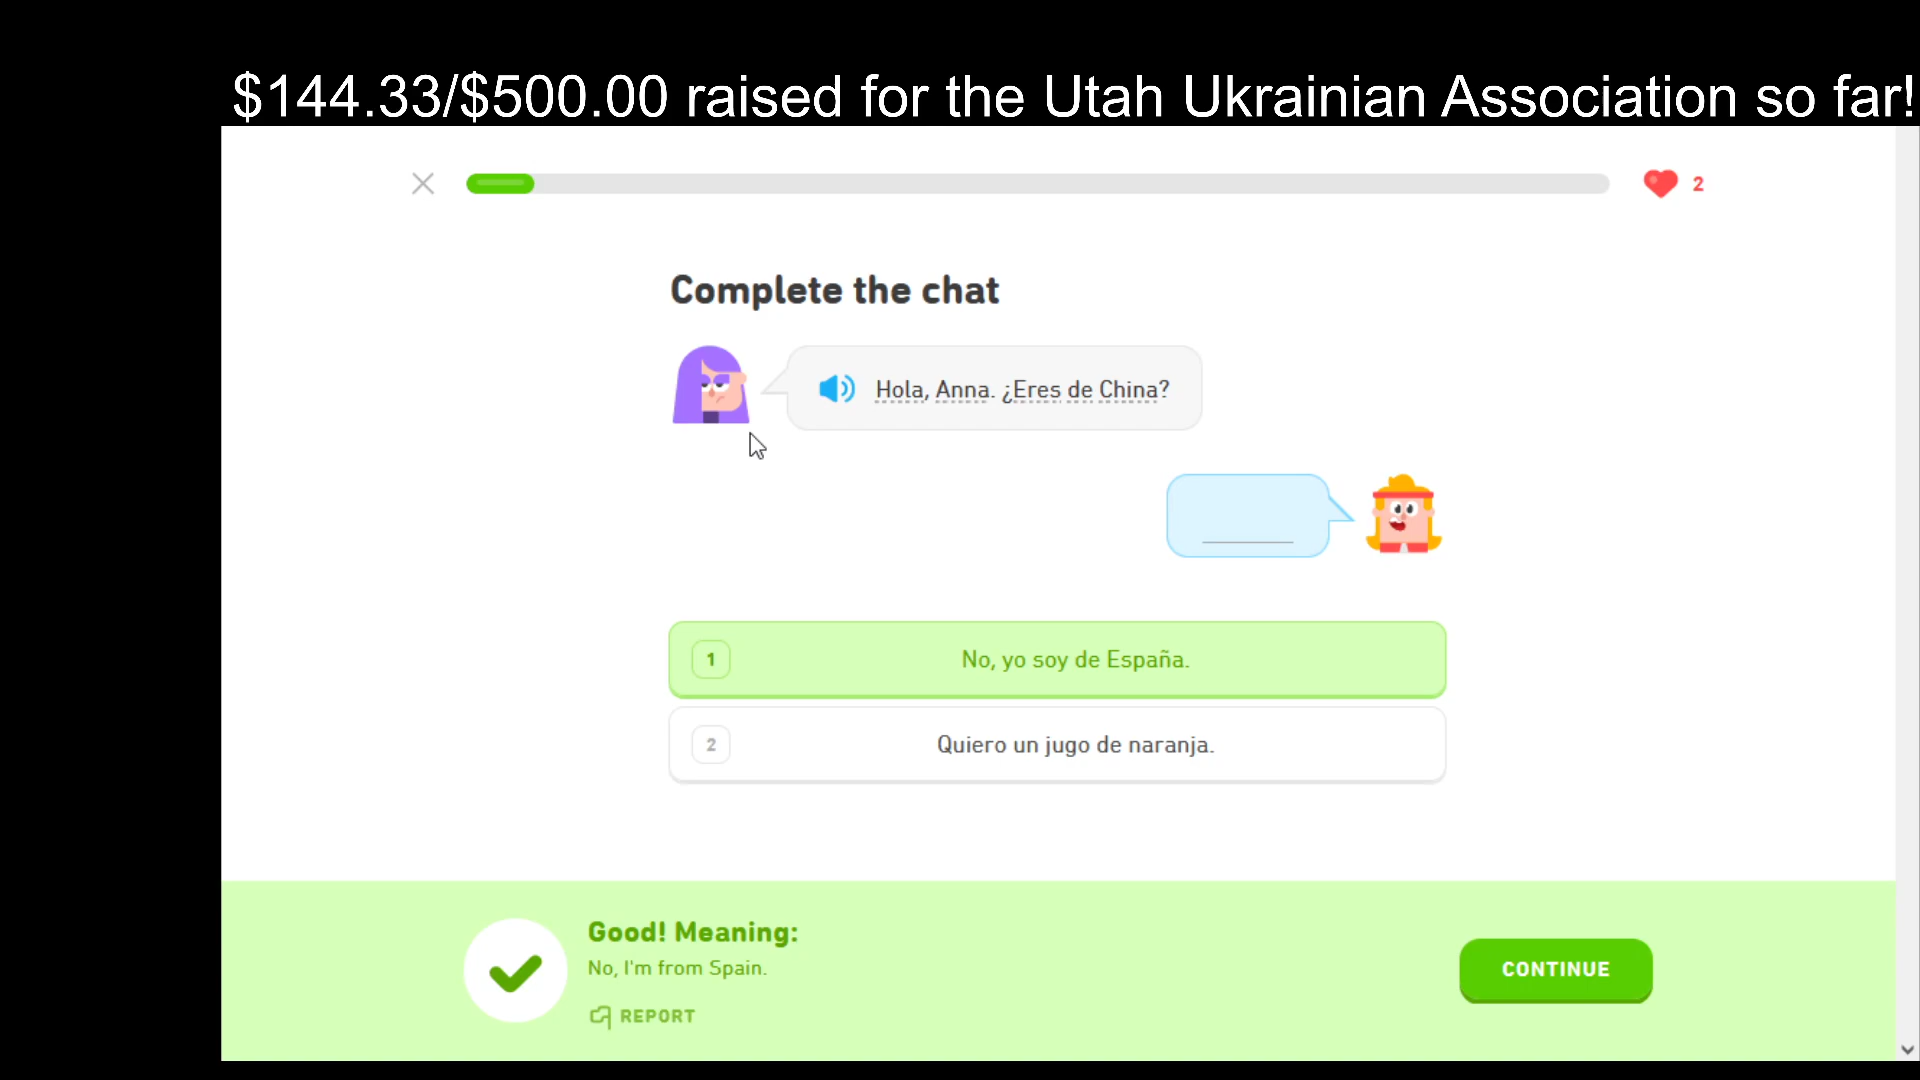 $144.33/$500.00 raised for the Utah Ukrainian Association so far!
2
Complete the chat
Hola, Anna. ¿Eres de China?
1
No, yo soy de España.
2
Quiero un jugo de naranja.
Good! Meaning:
No, I'm from Spain.
REPORT
CONTINUE